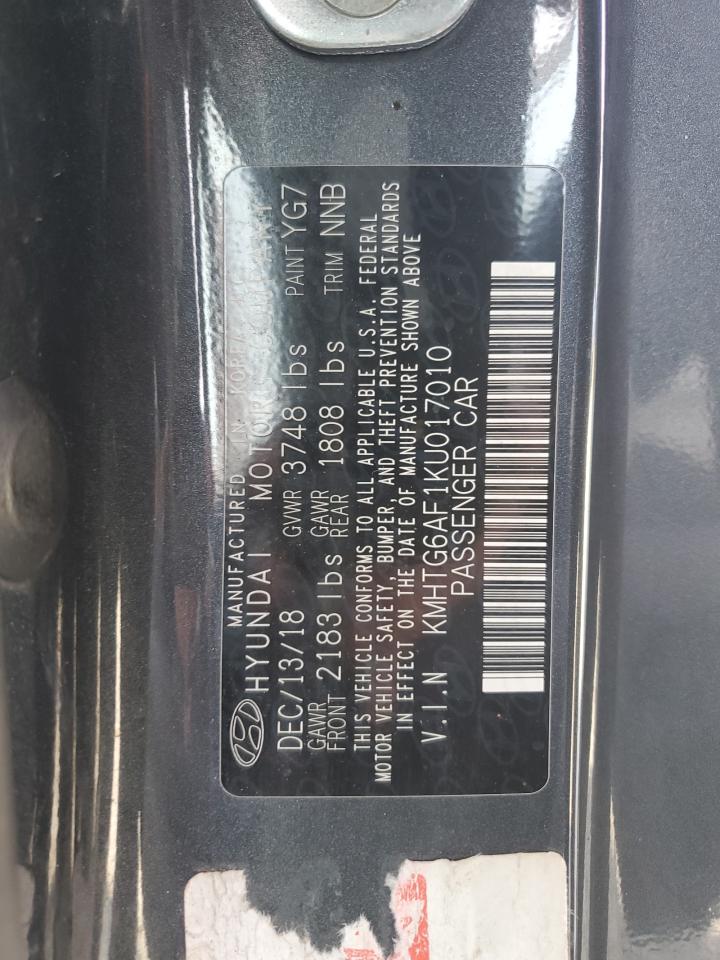 MANUFACTURED IN KOREA
HYUNDAI MOTOR
DEC/13/18 GVWR 3748 lbs PAINT YG7
GAWR FRONT 2183 lbs GAWR REAR 1808 lbs TRIM NNB
THIS VEHICLE CONFORMS TO ALL APPLICABLE U.S.A. FEDERAL
MOTOR VEHICLE SAFETY, BUMPER, AND THEFT PREVENTION STANDARDS
IN EFFECT ON THE DATE OF MANUFACTURE SHOWN ABOVE
V.I.N KMHTG6AF1KU017010
PASSENGER CAR